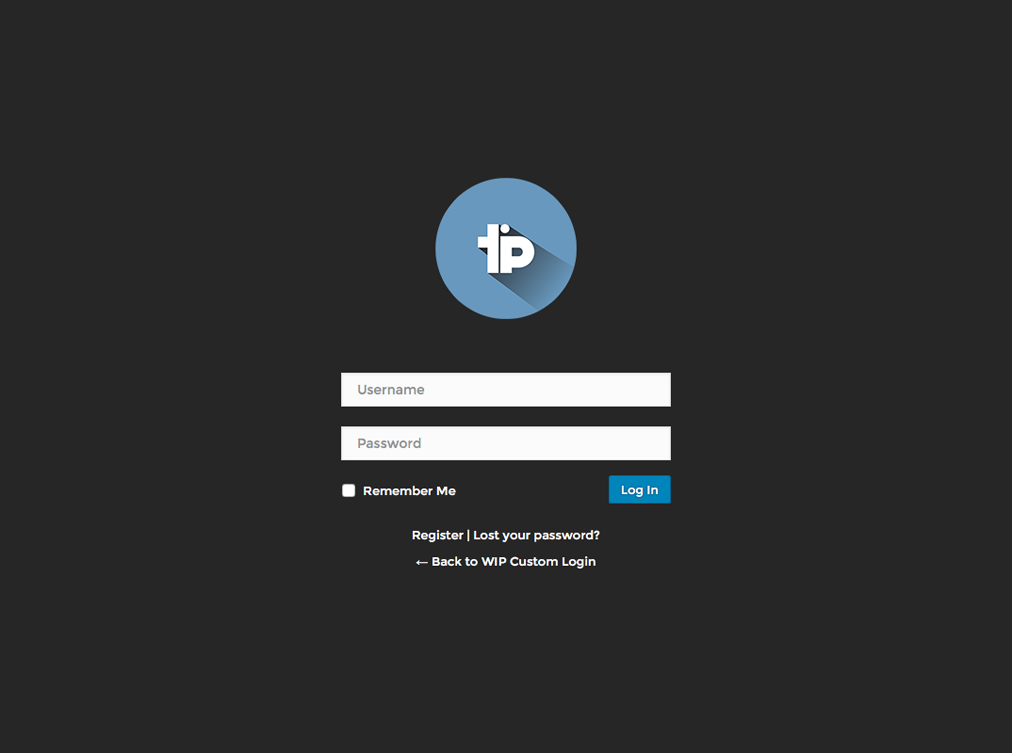 tip
Username
Password
Remember Me
Log In
Register | Lost your password?
← Back to WIP Custom Login